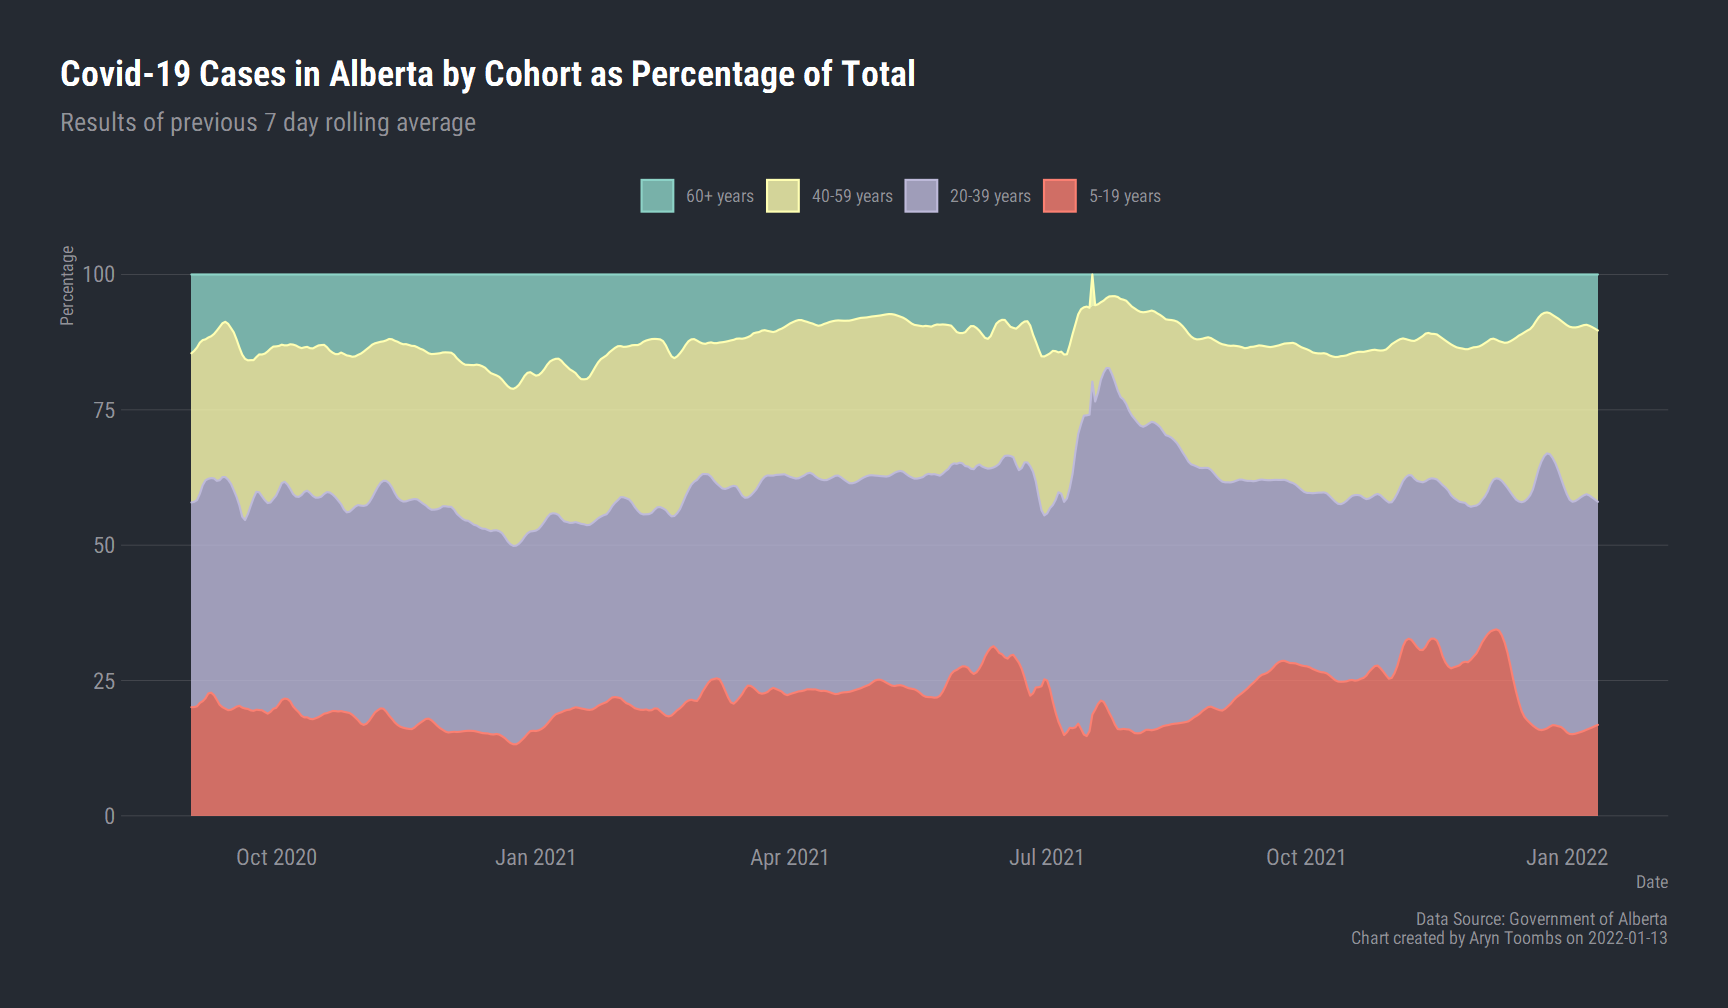 Covid-19 Cases in Alberta by Cohort as Percentage of Total
Results of previous 7 day rolling average
60+ years 40-59 years 20-39 years 5-19 years
Percentage
100
75
50
25
0
Oct 2020 Jan 2021 Apr 2021 Jul 2021 Oct 2021 Jan 2022
Date
Data Source: Government of Alberta
Chart created by Aryn Toombs on 2022-01-13